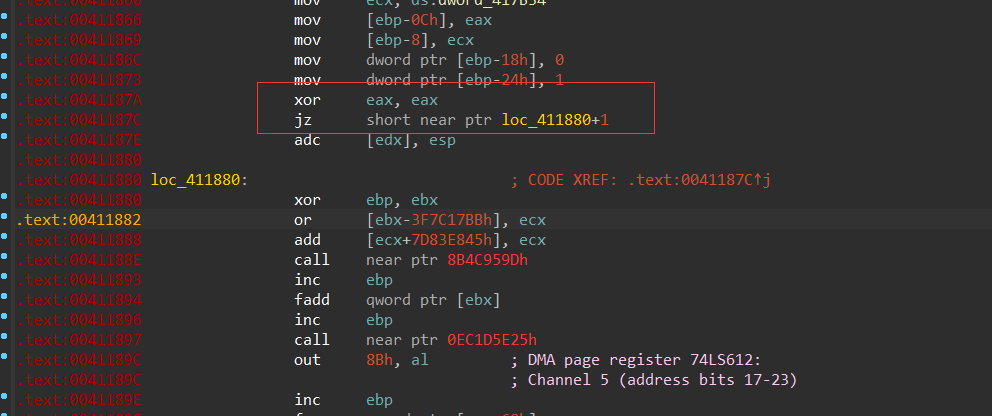 .text:00411860 mov ecx, ds:dword_417B34
.text:00411866 mov [ebp-0Ch], eax
.text:00411869 mov [ebp-8], ecx
.text:0041186C mov dword ptr [ebp-18h], 0
.text:00411873 mov dword ptr [ebp-24h], 1
.text:0041187A xor eax, eax
.text:0041187C jz short near ptr loc_411880+1
.text:0041187E adc [edx], esp
.text:00411880
.text:00411880 loc_411880: ; CODE XREF: .text:0041187C↑j
.text:00411880 xor ebp, ebx
.text:00411882 or [ebx-3F7C17BBh], ecx
.text:00411888 add [ecx+7D83E845h], ecx
.text:0041188E call near ptr 8B4C959Dh
.text:00411893 inc ebp
.text:00411894 fadd qword ptr [ebx]
.text:00411896 inc ebp
.text:00411897 call near ptr 0EC1D5E25h
.text:0041189C out 8Bh, al ; DMA page register 74LS612:
.text:0041189C ; Channel 5 (address bits 17-23)
.text:0041189E inc ebp